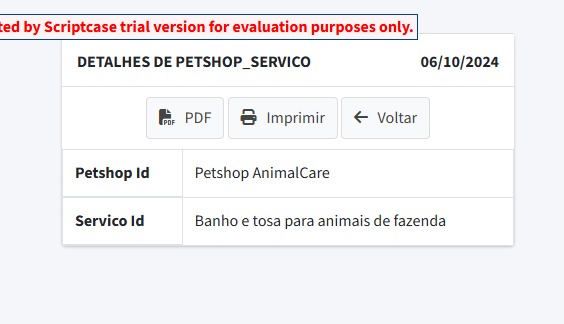 ted by Scriptcase trial version for evaluation purposes only.
DETALHES DE PETSHOP_SERVICO 06/10/2024
PDF Imprimir Voltar
Petshop Id Petshop AnimalCare
Servico Id Banho e tosa para animais de fazenda